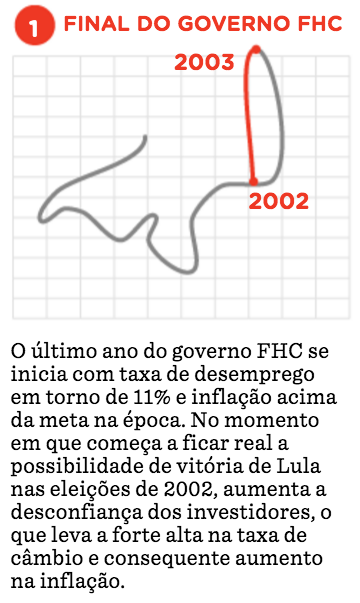 1 FINAL DO GOVERNO FHC
2003
2002
O último ano do governo FHC se
inicia com taxa de desemprego
em torno de 11% e inflação acima
da meta na época. No momento
em que começa a ficar real a
possibilidade de vitória de Lula
nas eleições de 2002, aumenta a
desconfiança dos investidores, o
que leva a forte alta na taxa de
câmbio e consequente aumento
na inflação.